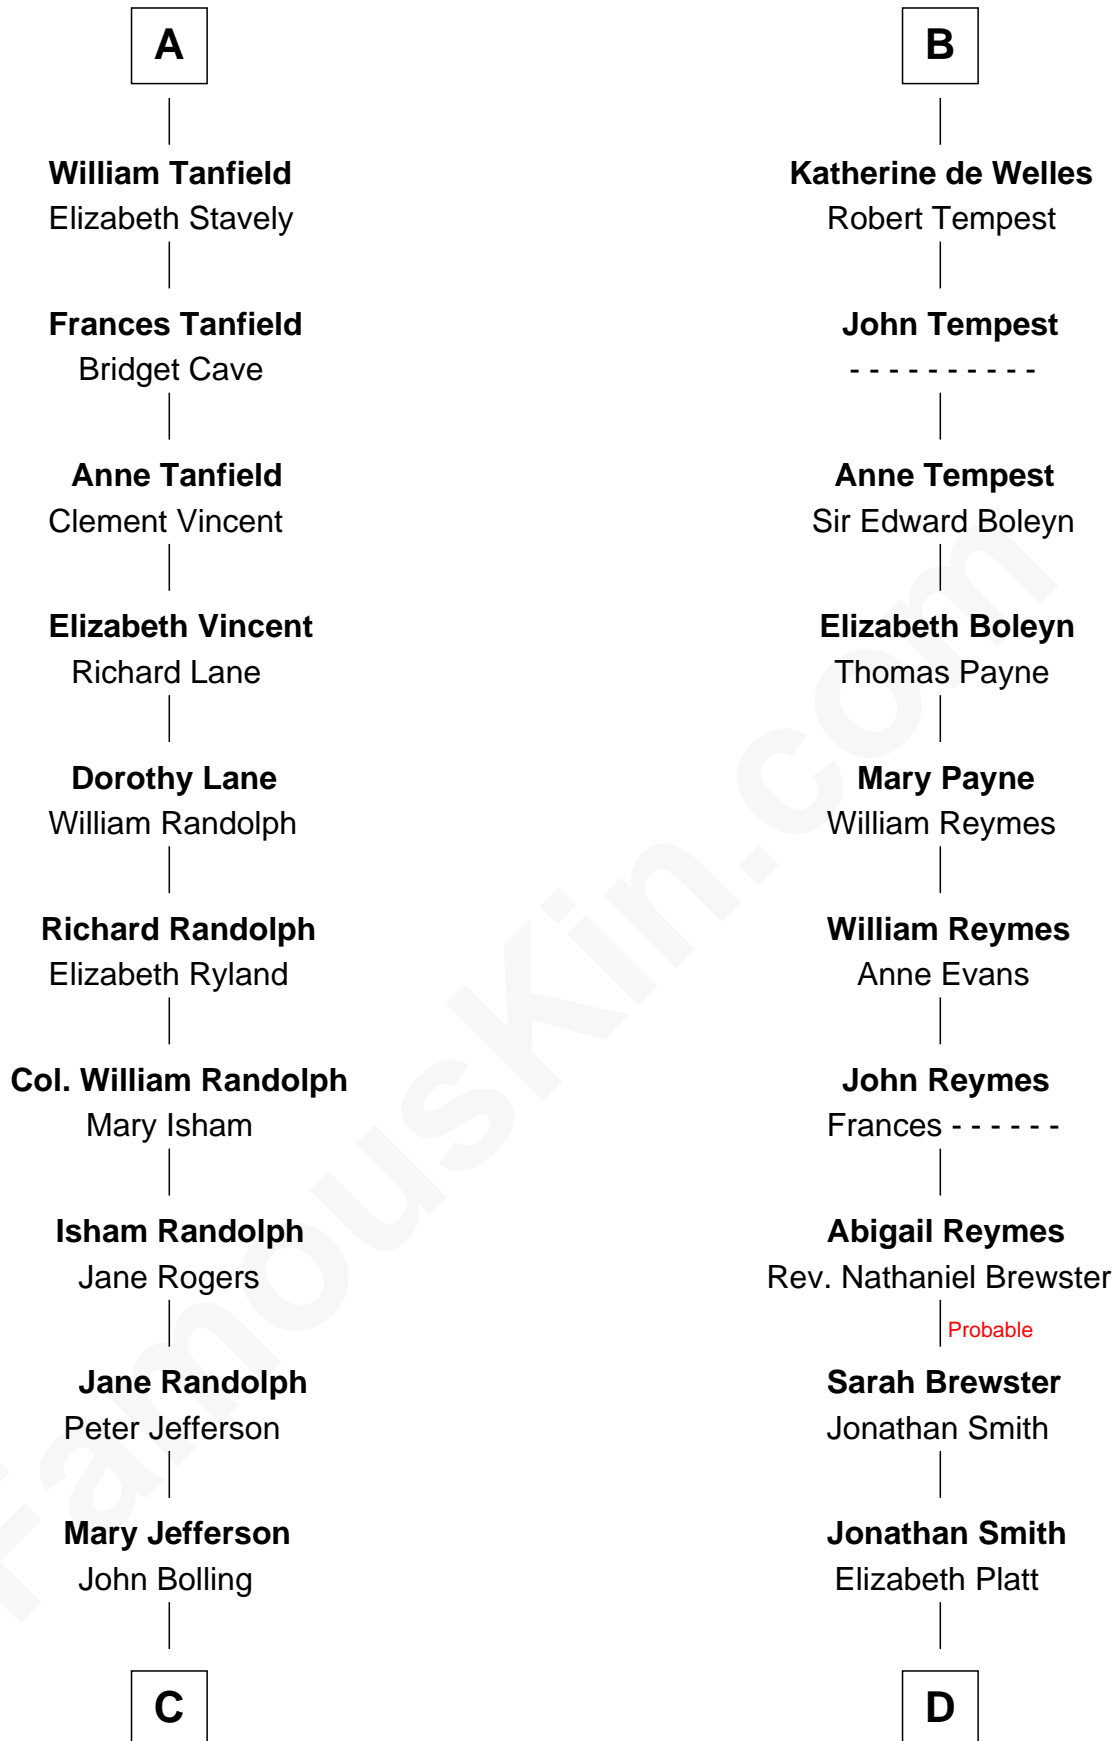 A
William Tanfield
Elizabeth Stavely
Frances Tanfield
Bridget Cave
Anne Tanfield
Clement Vincent
Elizabeth Vincent
Richard Lane
Dorothy Lane
William Randolph
Richard Randolph
Elizabeth Ryland
Col. William Randolph
Mary Isham
Isham Randolph
Jane Rogers
Jane Randolph
Peter Jefferson
Mary Jefferson
John Bolling
C
B
Katherine de Welles
Robert Tempest
John Tempest
- - - - - - - - - -
Anne Tempest
Sir Edward Boleyn
Elizabeth Boleyn
Thomas Payne
Mary Payne
William Reymes
William Reymes
Anne Evans
John Reymes
Frances - - - - - -
Abigail Reymes
Rev. Nathaniel Brewster
Probable
Sarah Brewster
Jonathan Smith
Jonathan Smith
Elizabeth Platt
D
FamousKin.com